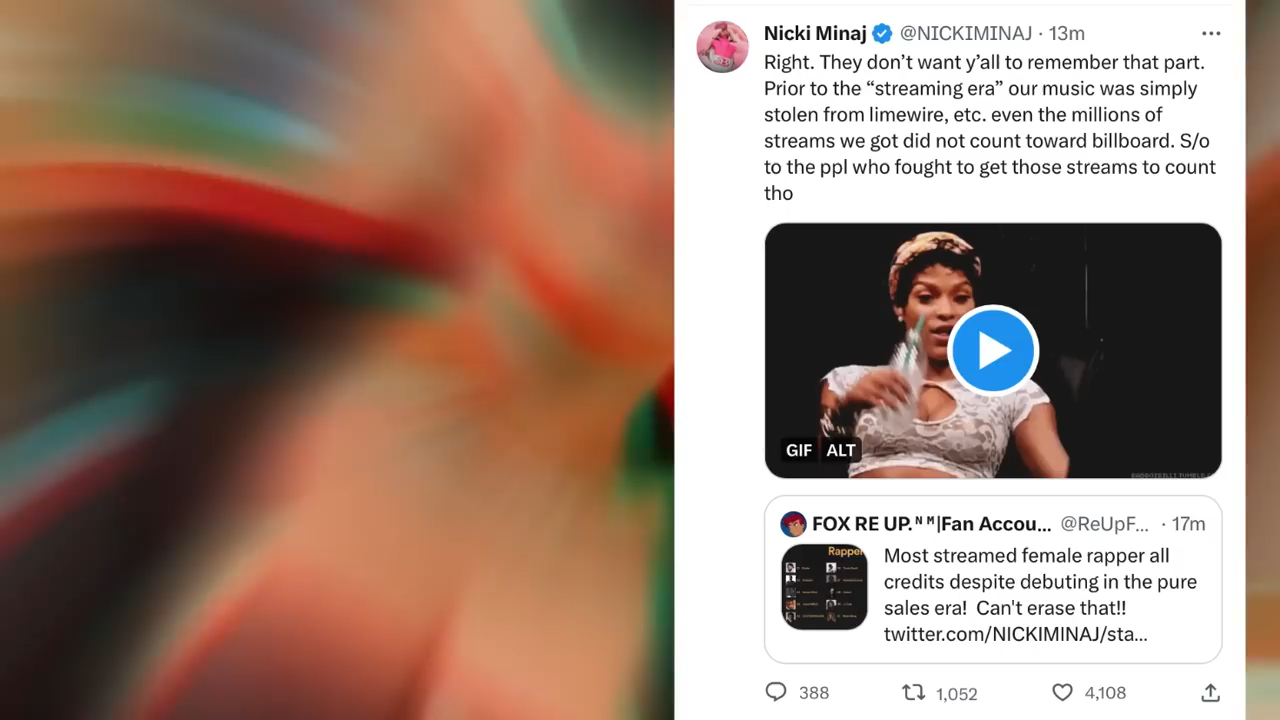 Nicki Minaj @NICKIMINAJ · 13m
Right. They don’t want y’all to remember that part.
Prior to the “streaming era” our music was simply
stolen from limewire, etc. even the millions of
streams we got did not count toward billboard. S/o
to the ppl who fought to get those streams to count
tho
GIF ALT
FOX RE UP.ᴺ ᴹ|Fan Accou... @ReUpF... · 17m
Rapper
Most streamed female rapper all
credits despite debuting in the pure
sales era! Can't erase that!!
twitter.com/NICKIMINAJ/sta...
388 1,052 4,108